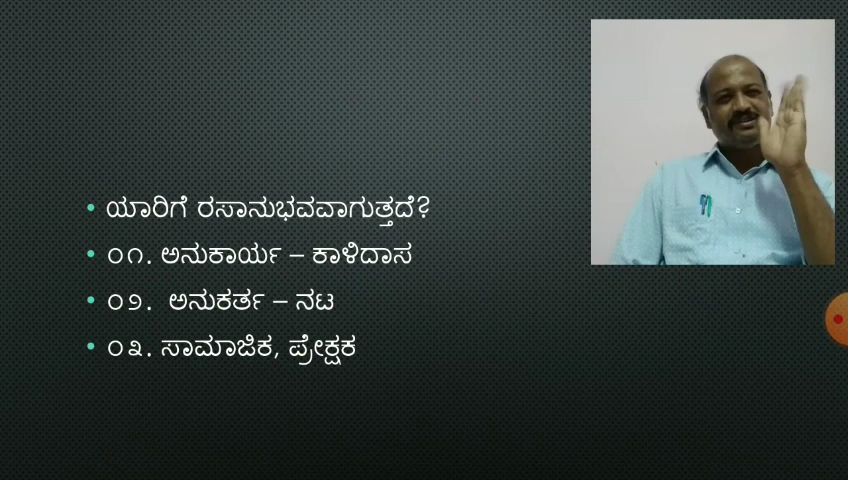 • ಯಾರಿಗೆ ರಸಾನುಭವವಾಗುತ್ತದೆ?
• ೦೧. ಅನುಕಾರ್ಯ – ಕಾಳಿದಾಸ
• ೦೨. ಅನುಕರ್ತ – ನಟ
• ೦೩. ಸಾಮಾಜಿಕ, ಪ್ರೇಕ್ಷಕ